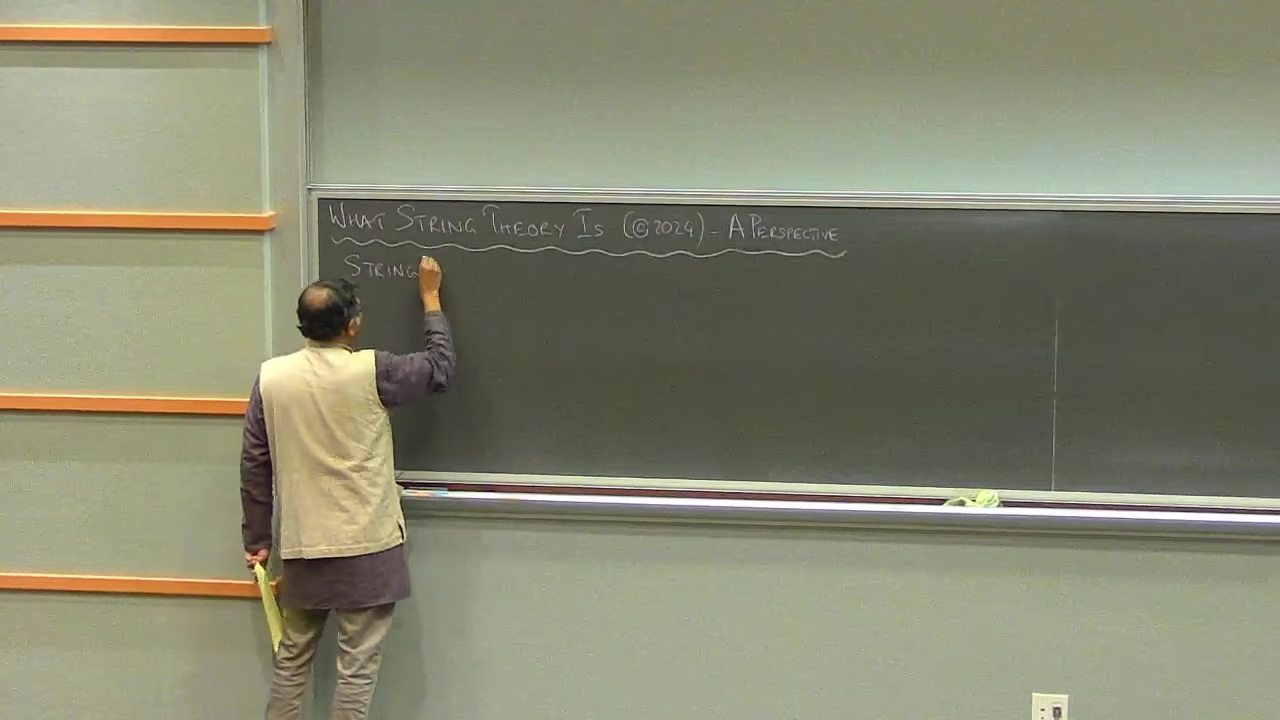 WHAT STRING THEORY IS (©2024) - A PERSPECTIVE
STRING